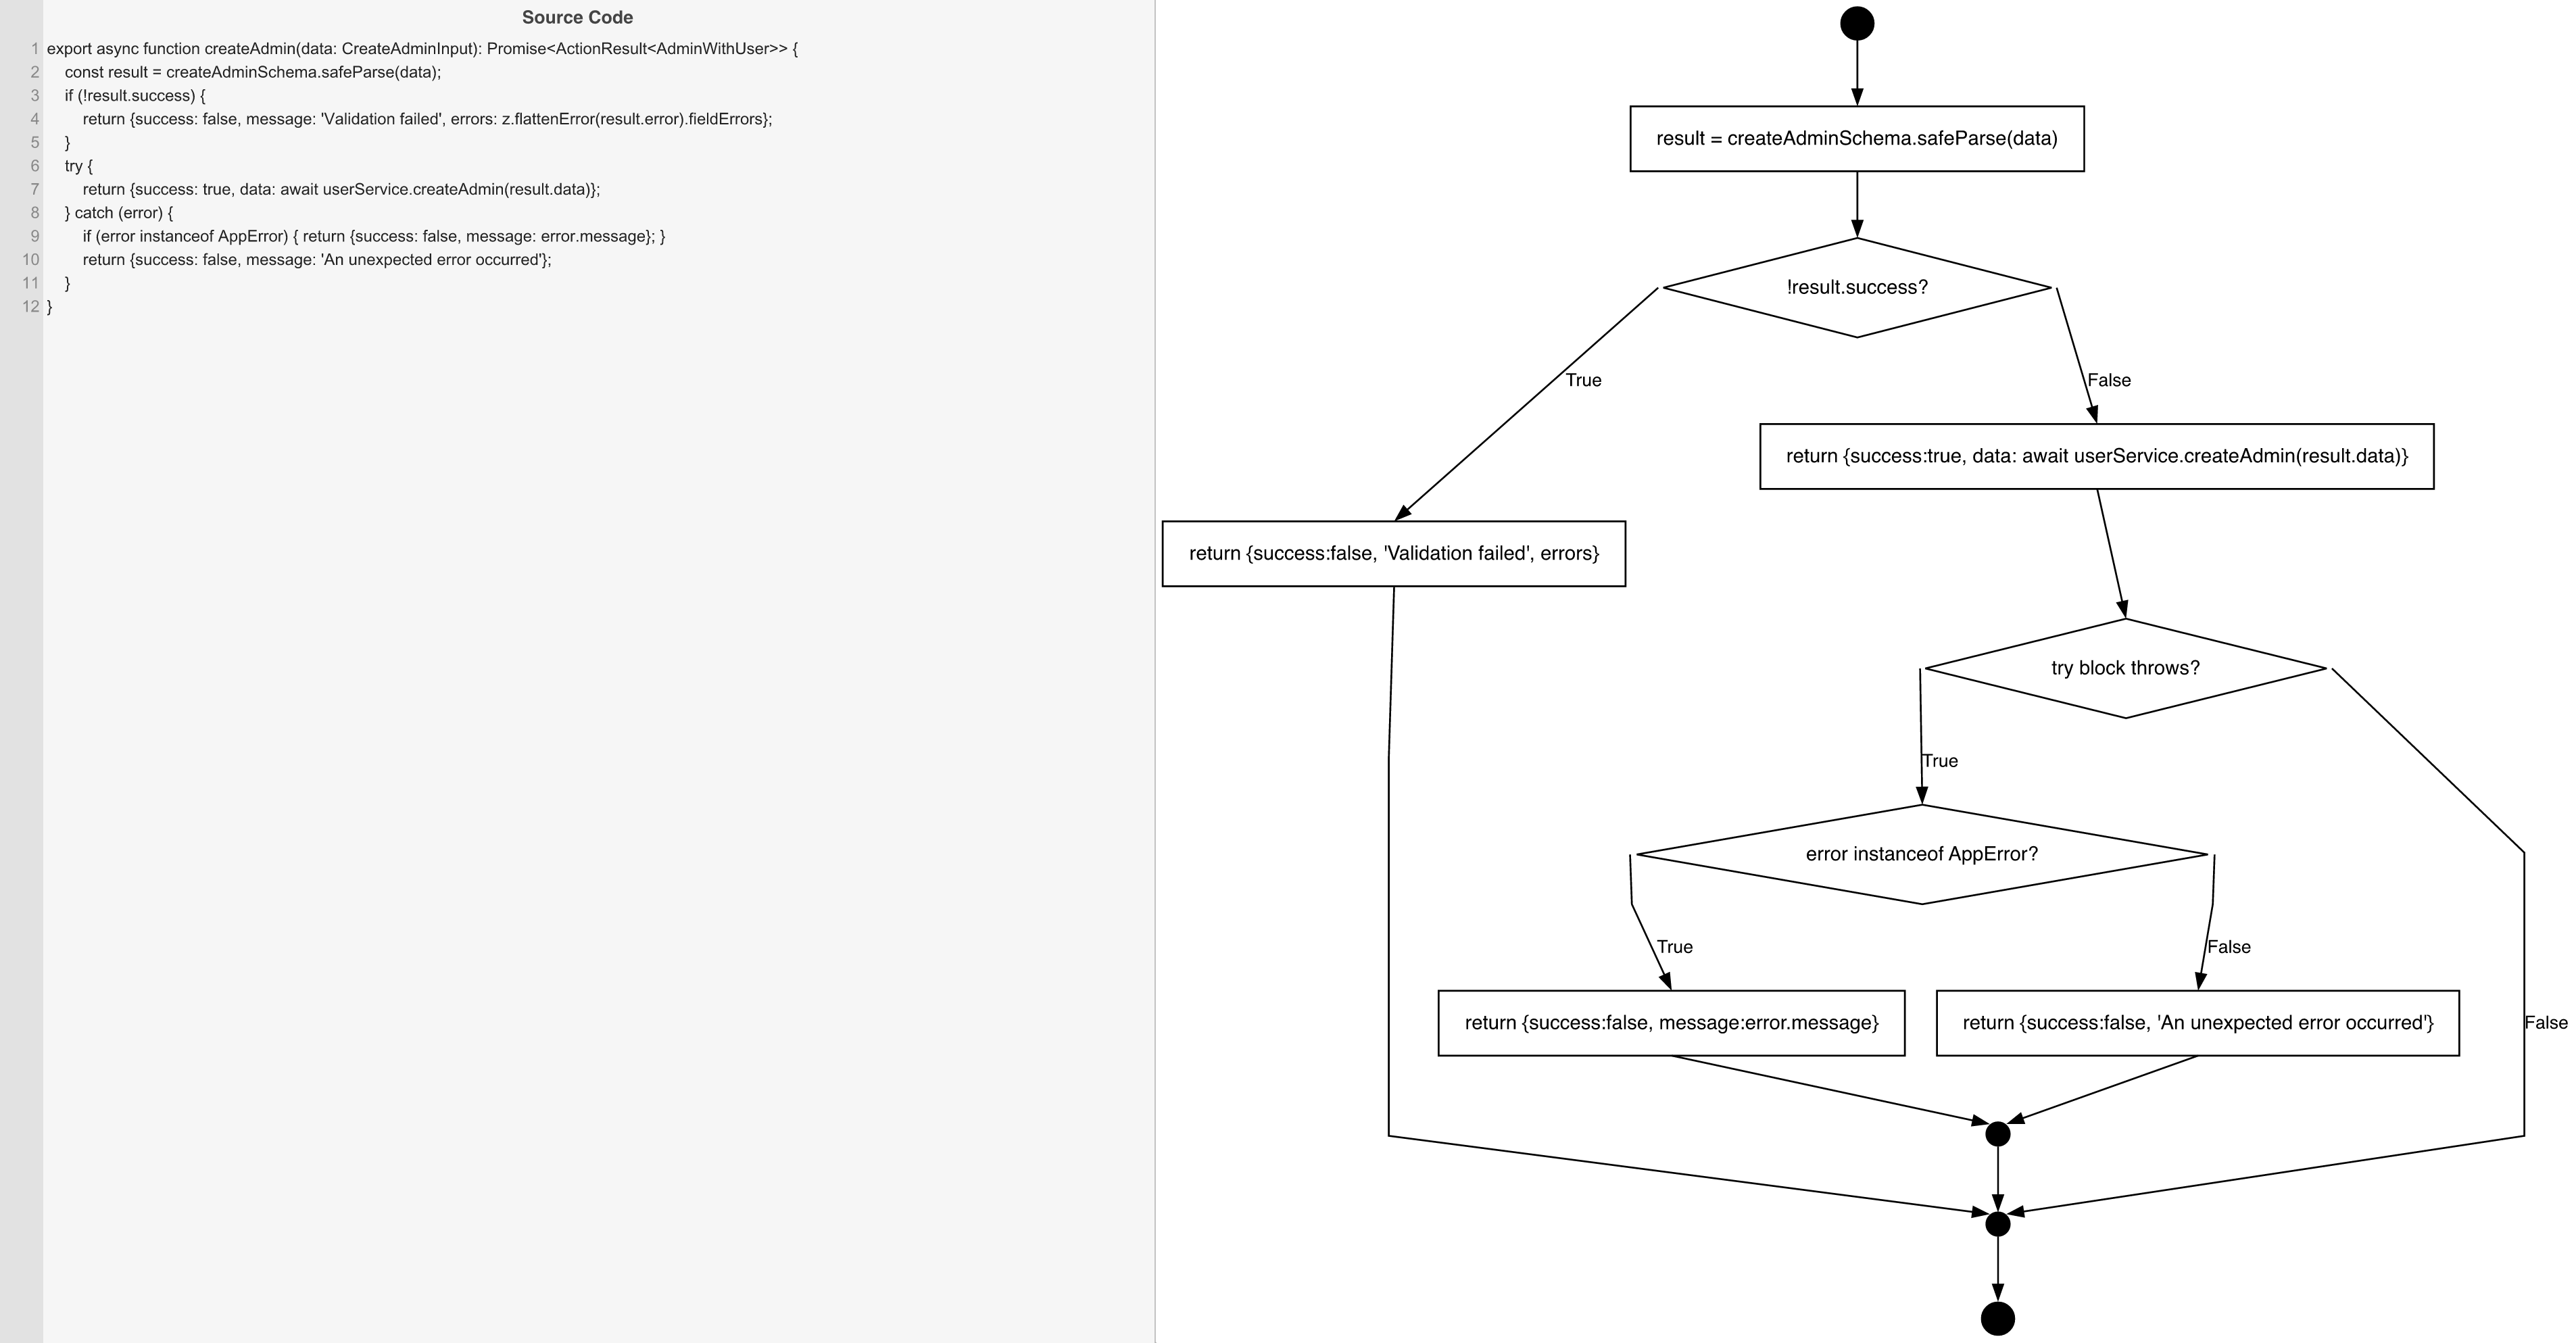 Source Code
1 export async function createAdmin(data: CreateAdminInput): Promise<ActionResult<AdminWithUser>> {
2 const result = createAdminSchema.safeParse(data);
3 if (!result.success) {
4 return {success: false, message: 'Validation failed', errors: z.flattenError(result.error).fieldErrors};
5 }
6 try {
7 return {success: true, data: await userService.createAdmin(result.data)};
8 } catch (error) {
9 if (error instanceof AppError) { return {success: false, message: error.message}; }
10 return {success: false, message: 'An unexpected error occurred'};
11 }
12 }
result = createAdminSchema.safeParse(data)
!result.success?
True
False
return {success:true, data: await userService.createAdmin(result.data)}
return {success:false, 'Validation failed', errors}
try block throws?
True
error instanceof AppError?
True
False
return {success:false, message:error.message}
return {success:false, 'An unexpected error occurred'}
False